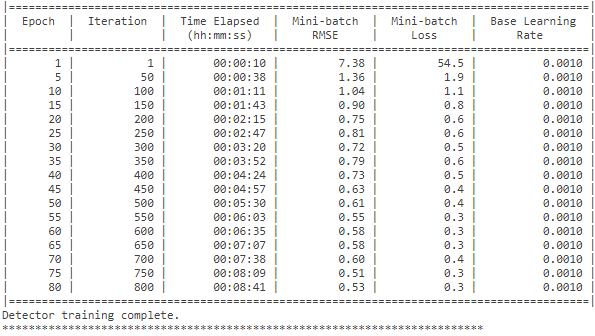 |========================================================================================|
| Epoch | Iteration | Time Elapsed | Mini-batch | Mini-batch | Base Learning |
| | | (hh:mm:ss) | RMSE | Loss | Rate |
|========================================================================================|
| 1 | 1 | 00:00:10 | 7.38 | 54.5 | 0.0010 |
| 5 | 50 | 00:00:38 | 1.36 | 1.9 | 0.0010 |
| 10 | 100 | 00:01:11 | 1.04 | 1.1 | 0.0010 |
| 15 | 150 | 00:01:43 | 0.90 | 0.8 | 0.0010 |
| 20 | 200 | 00:02:15 | 0.75 | 0.6 | 0.0010 |
| 25 | 250 | 00:02:47 | 0.81 | 0.6 | 0.0010 |
| 30 | 300 | 00:03:20 | 0.72 | 0.5 | 0.0010 |
| 35 | 350 | 00:03:52 | 0.79 | 0.6 | 0.0010 |
| 40 | 400 | 00:04:24 | 0.73 | 0.5 | 0.0010 |
| 45 | 450 | 00:04:57 | 0.63 | 0.4 | 0.0010 |
| 50 | 500 | 00:05:30 | 0.61 | 0.4 | 0.0010 |
| 55 | 550 | 00:06:03 | 0.55 | 0.3 | 0.0010 |
| 60 | 600 | 00:06:35 | 0.58 | 0.3 | 0.0010 |
| 65 | 650 | 00:07:07 | 0.58 | 0.3 | 0.0010 |
| 70 | 700 | 00:07:38 | 0.60 | 0.4 | 0.0010 |
| 75 | 750 | 00:08:09 | 0.51 | 0.3 | 0.0010 |
| 80 | 800 | 00:08:41 | 0.53 | 0.3 | 0.0010 |
|========================================================================================|
Detector training complete.
*************************************************************************